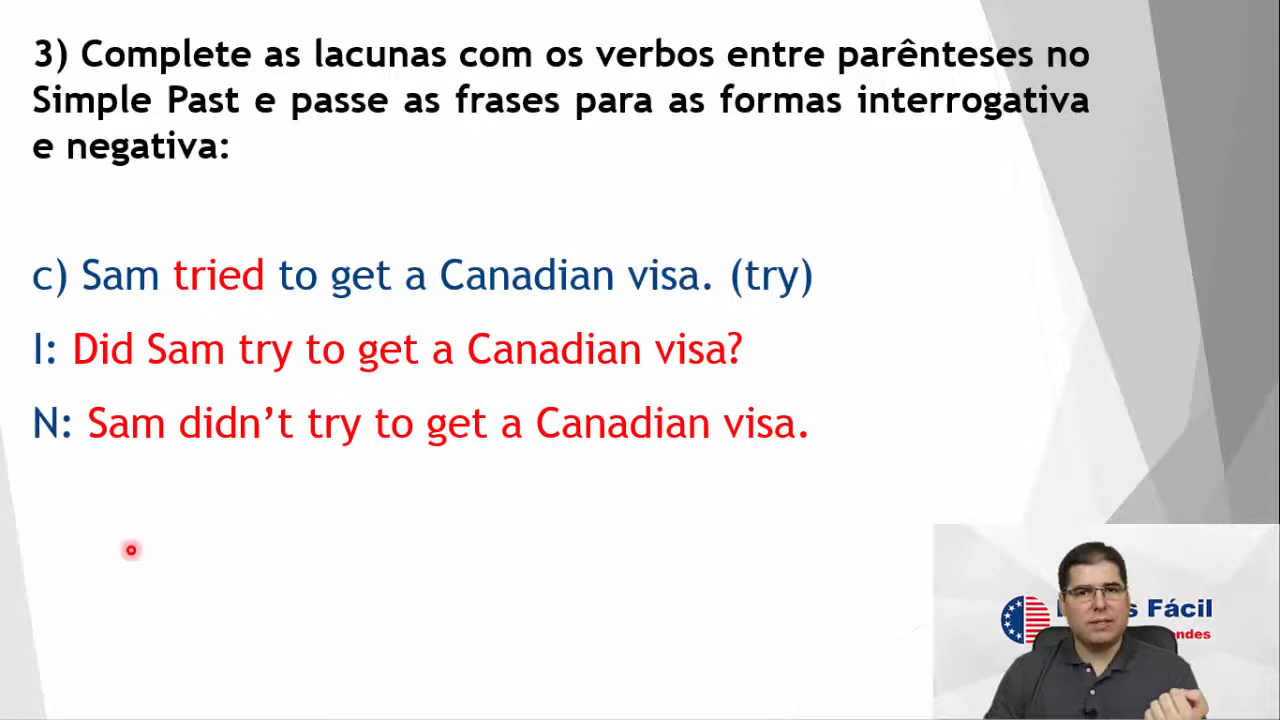 3) Complete as lacunas com os verbos entre parênteses no
Simple Past e passe as frases para as formas interrogativa
e negativa:
c) Sam tried to get a Canadian visa. (try)
I: Did Sam try to get a Canadian visa?
N: Sam didn’t try to get a Canadian visa.
Fácil